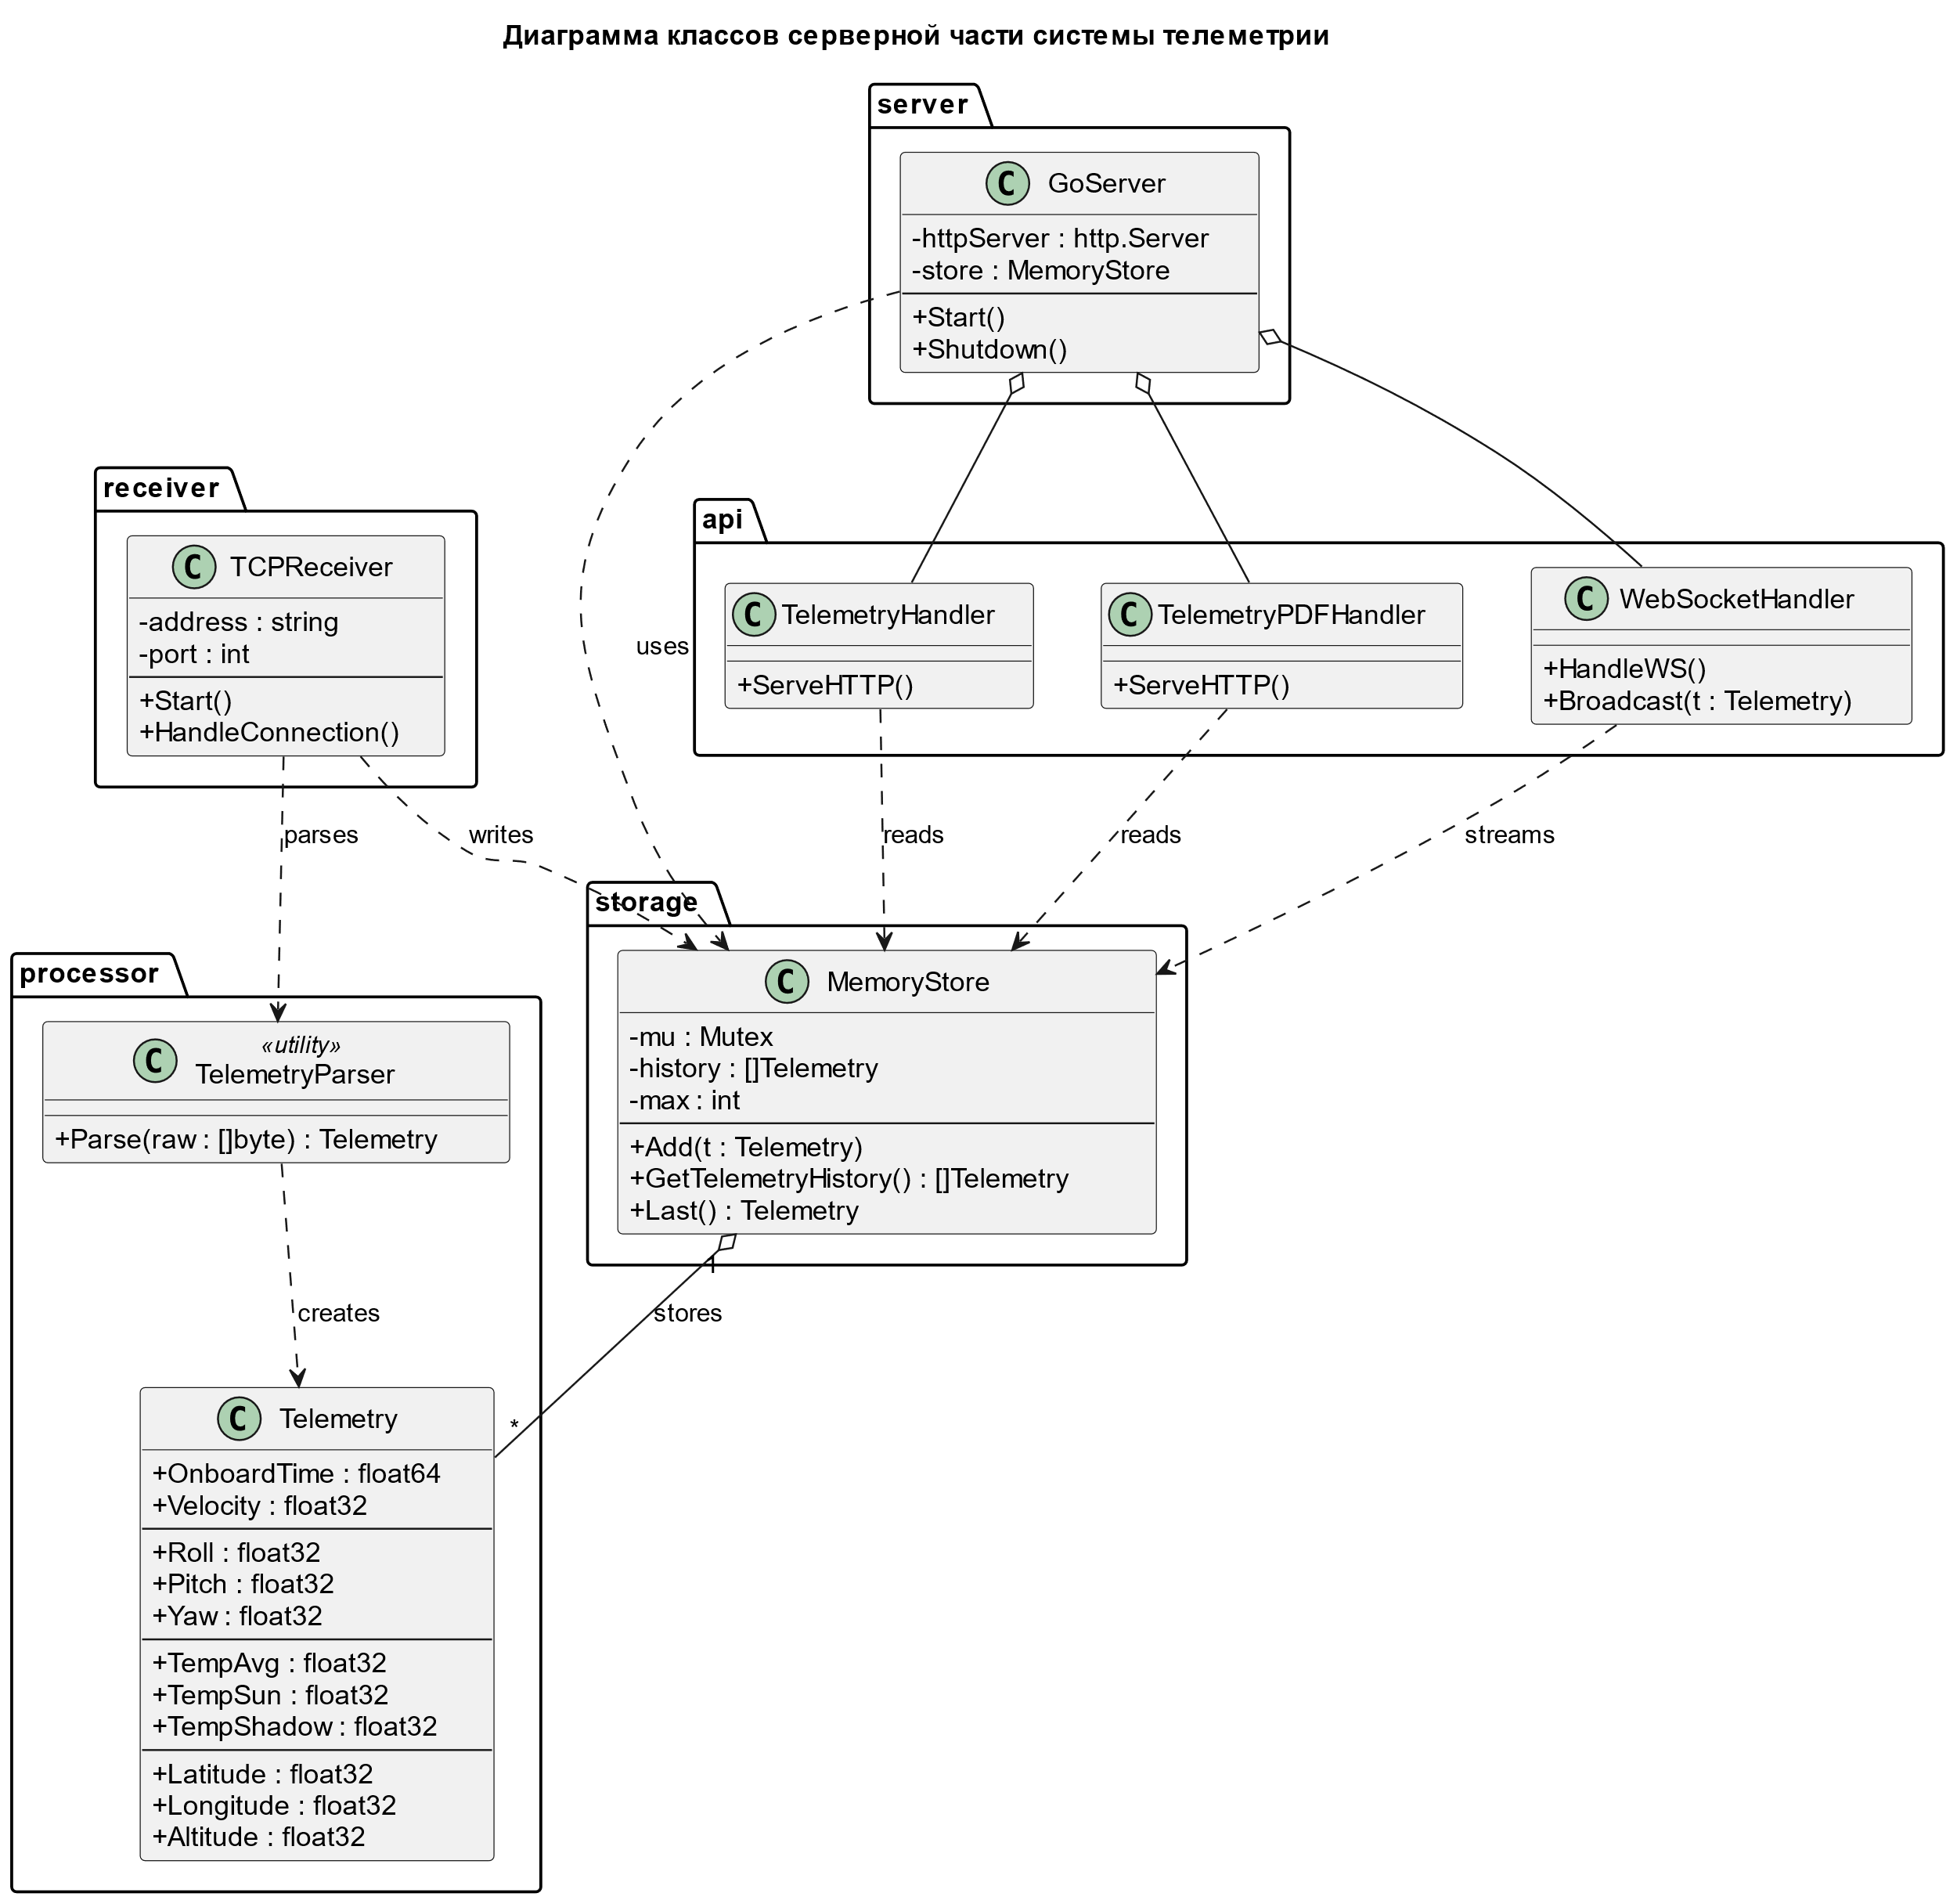 Диаграмма классов серверной части системы телеметрии
server
C GoServer
-httpServer : http.Server
-store : MemoryStore
+Start()
+Shutdown()
receiver
C TCPReceiver
-address : string
-port : int
+Start()
+HandleConnection()
uses
api
C TelemetryHandler
+ServeHTTP()
C TelemetryPDFHandler
+ServeHTTP()
C WebSocketHandler
+HandleWS()
+Broadcast(t : Telemetry)
parses
writes
reads
reads
streams
storage
C MemoryStore
-mu : Mutex
-history : []Telemetry
-max : int
+Add(t : Telemetry)
+GetTelemetryHistory() : []Telemetry
+Last() : Telemetry
processor
«utility»
C TelemetryParser
+Parse(raw : []byte) : Telemetry
1
creates
stores
*
C Telemetry
+OnboardTime : float64
+Velocity : float32
+Roll : float32
+Pitch : float32
+Yaw : float32
+TempAvg : float32
+TempSun : float32
+TempShadow : float32
+Latitude : float32
+Longitude : float32
+Altitude : float32